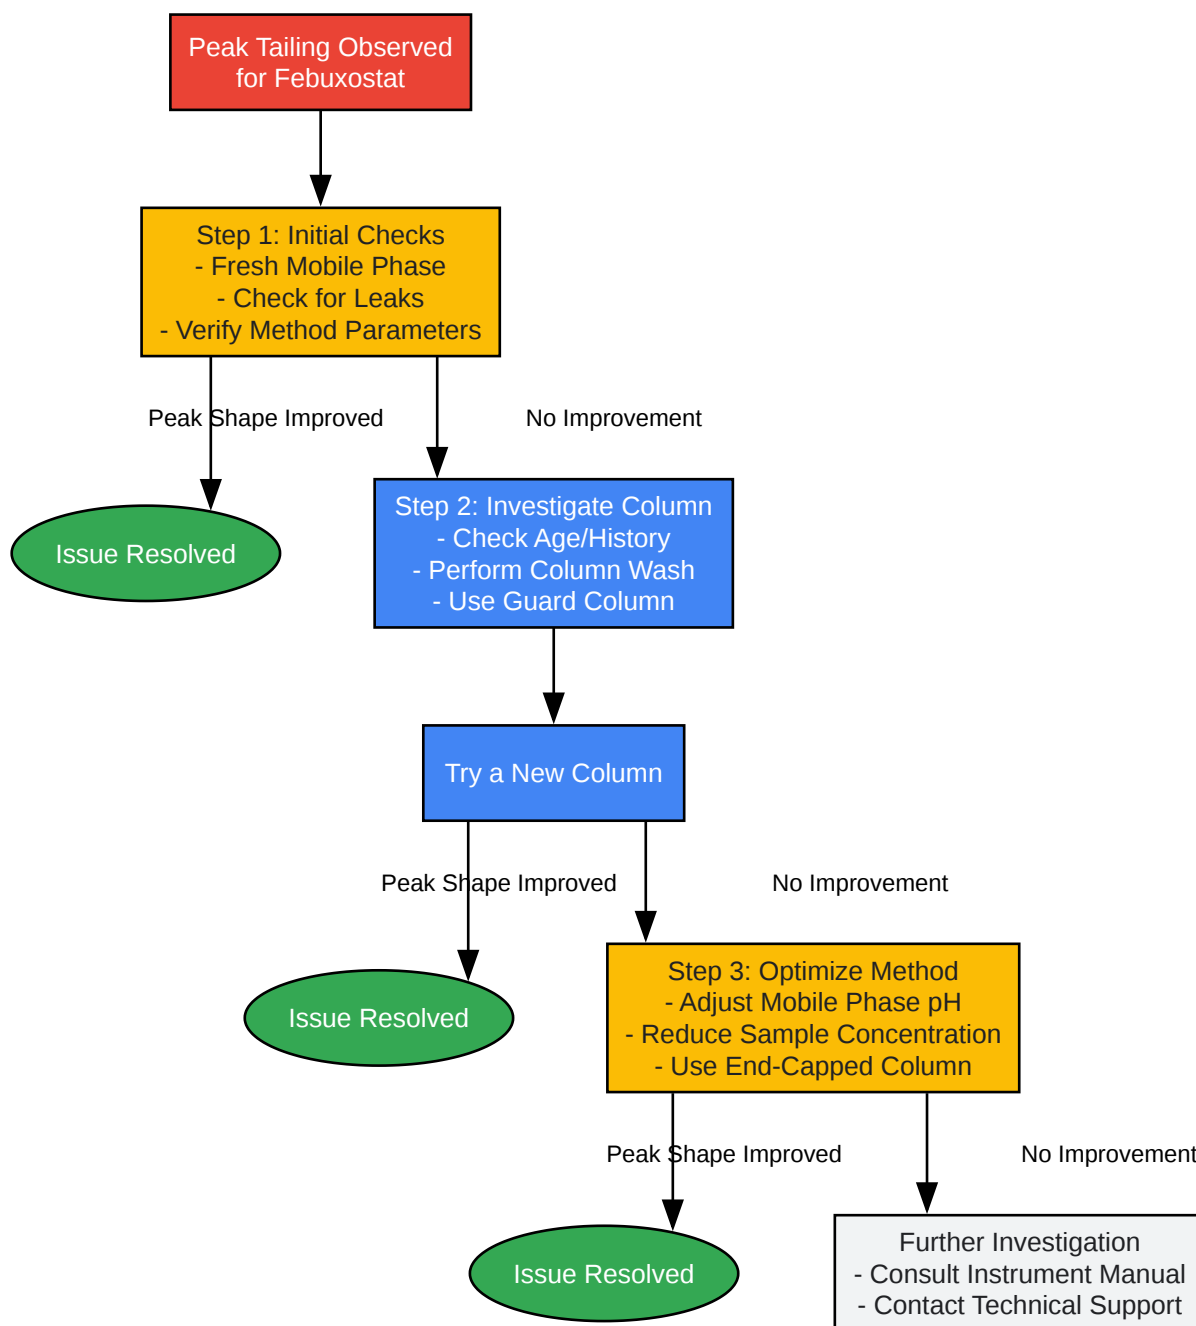 Peak Tailing Observed
for Febuxostat
Step 1: Initial Checks
- Fresh Mobile Phase
- Check for Leaks
- Verify Method Parameters
Peak Shape Improved
No Improvement
Issue Resolved
Step 2: Investigate Column
- Check Age/History
- Perform Column Wash
- Use Guard Column
Try a New Column
Peak Shape Improved
No Improvement
Issue Resolved
Step 3: Optimize Method
- Adjust Mobile Phase pH
- Reduce Sample Concentration
- Use End-Capped Column
Peak Shape Improved
No Improvement
Issue Resolved
Further Investigation
- Consult Instrument Manual
- Contact Technical Support